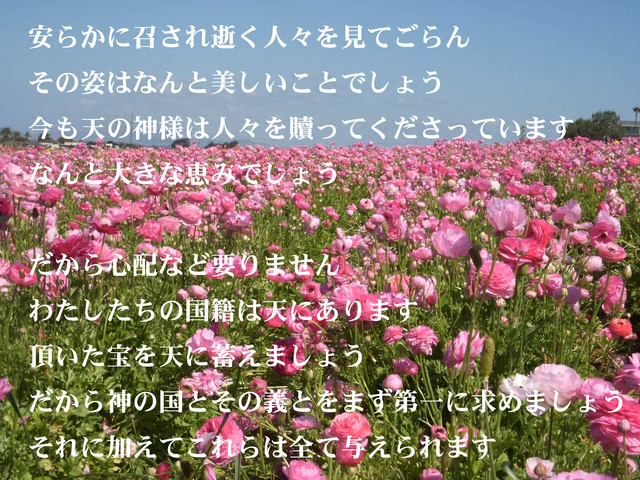 安らかに召され逝く人々を見てごらん
その姿はなんと美しいことでしょう
今も天の神様は人々を贖ってくださっています
なんと大きな恵みでしょう
だから心配など要りません
わたしたちの国籍は天にあります
頂いた宝を天に蓄えましょう
だから神の国とその義とをまず第一に求めましょう
それに加えてこれらは全て与えられます